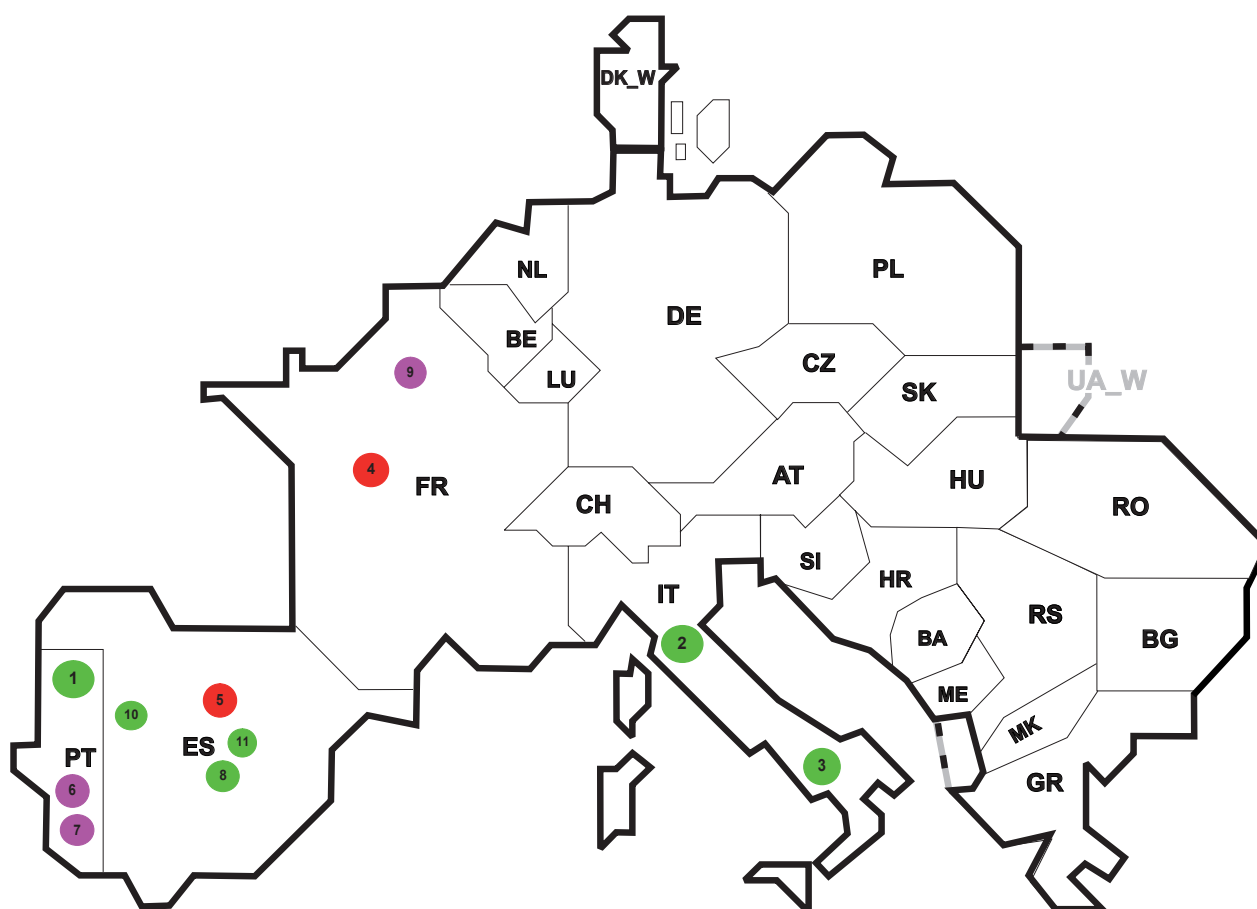 DK_W
NL
PL
DE
BE
CZ
9
LU
UA_W
SK
4
FR
AT
HU
CH
RO
SI
HR
IT
RS
BA
BG
2
1
ME
5
10
MK
11
ES
PT
3
8
GR
6
7